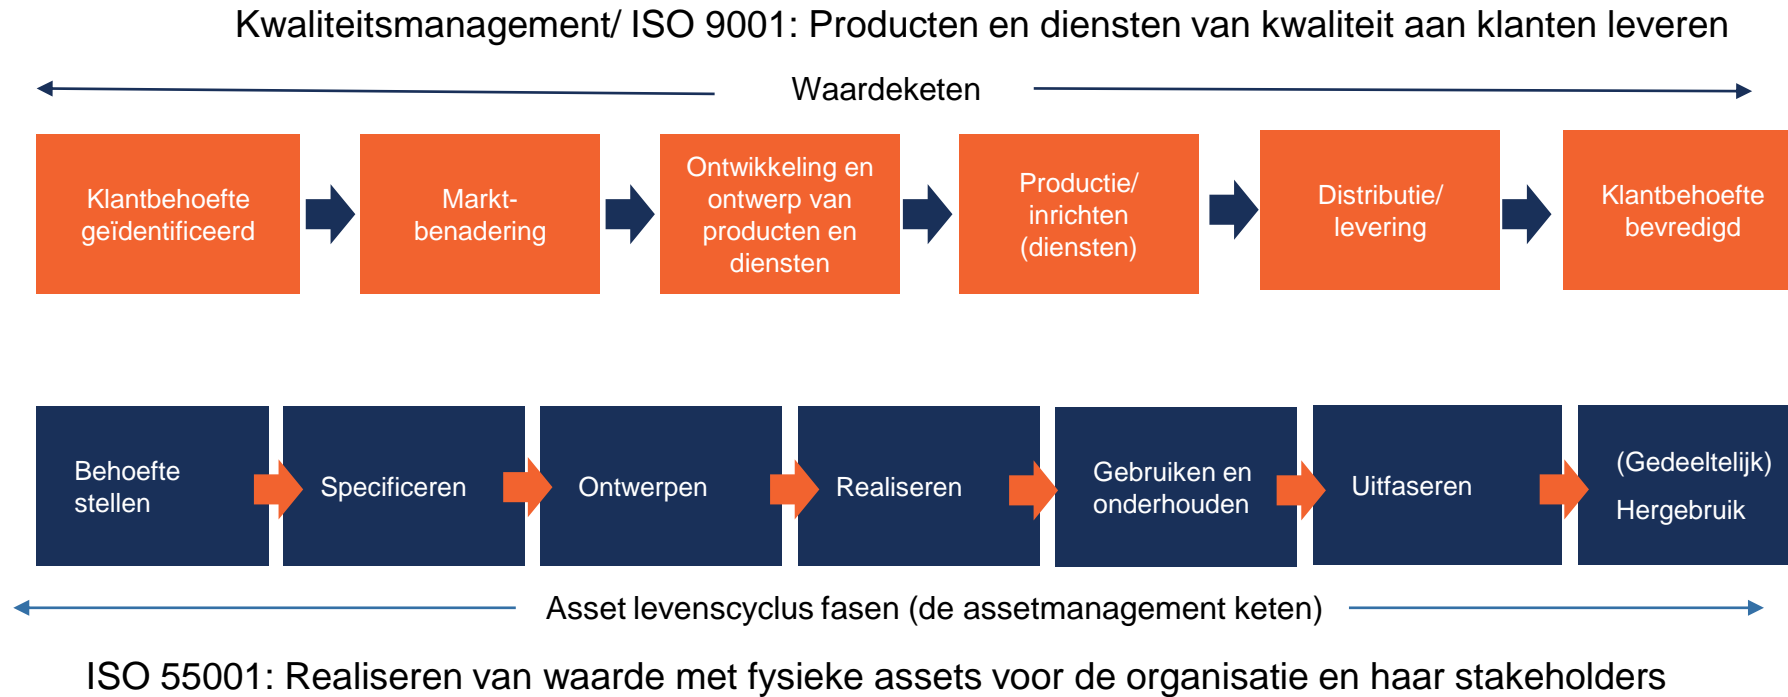 Kwaliteitsmanagement/ ISO 9001: Producten en diensten van kwaliteit aan klanten leveren
Waardeketen
Klantbehoefte
geïdentificeerd
Markt-
benadering
Ontwikkeling en
ontwerp van
producten en
diensten
Productie/
inrichten
(diensten)
Distributie/
levering
Klantbehoefte
bevredigd
Behoefte
stellen
Specificeren
Ontwerpen
Realiseren
Gebruiken en
onderhouden
Uitfaseren
(Gedeeltelijk)
Hergebruik
Asset levenscyclus fasen (de assetmanagement keten)
ISO 55001: Realiseren van waarde met fysieke assets voor de organisatie en haar stakeholders